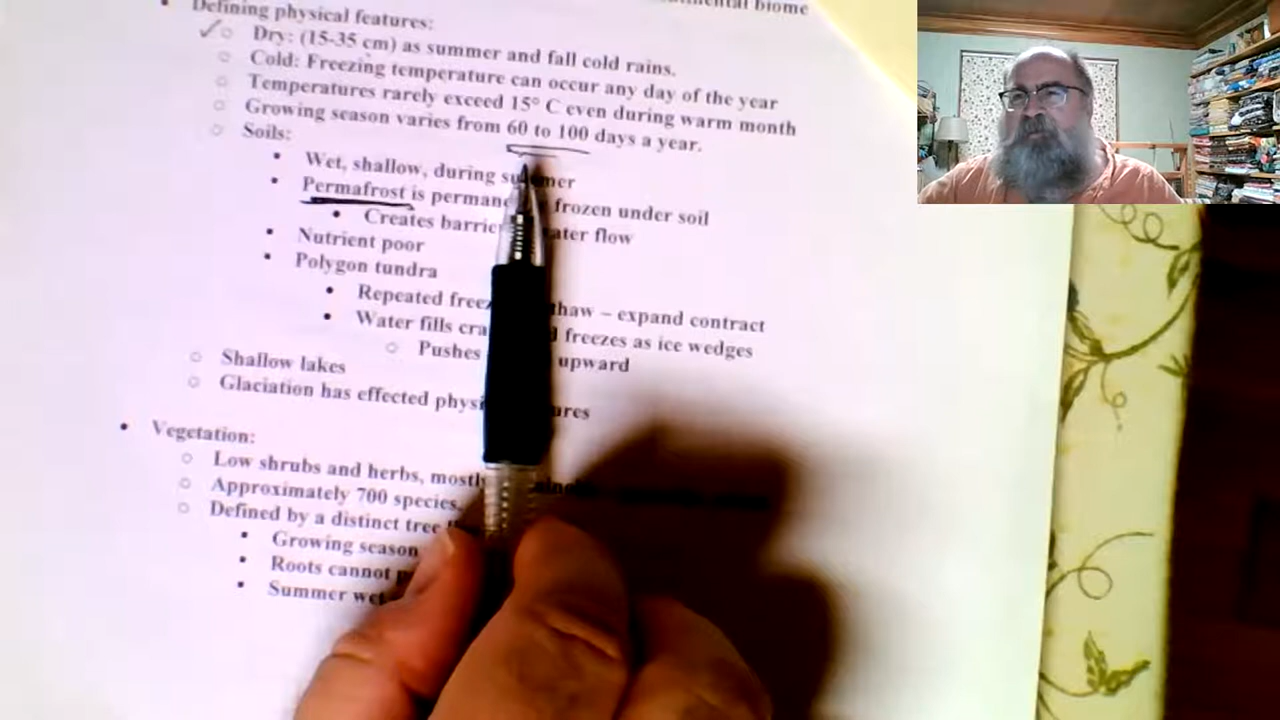 biome
Defining physical features:
Dry: (15-35 cm) as summer and fall cold rains.
Cold: Freezing temperature can occur any day of the year
Temperatures rarely exceed 15° C even during warm month
Growing season varies from 60 to 100 days a year.
Soils:
Wet, shallow, during summer
Permafrost is frozen under soil
Creates flow
Nutrient poor
Polygon tundra
Repeated thaw – expand contract
Water fills freezes as ice wedges
Pushes upward
Shallow lakes
Glaciation has effected
Vegetation:
Low shrubs and herbs,
Approximately 700 species.
Defined by a distinct tree
Growing season
Roots cannot
Summer